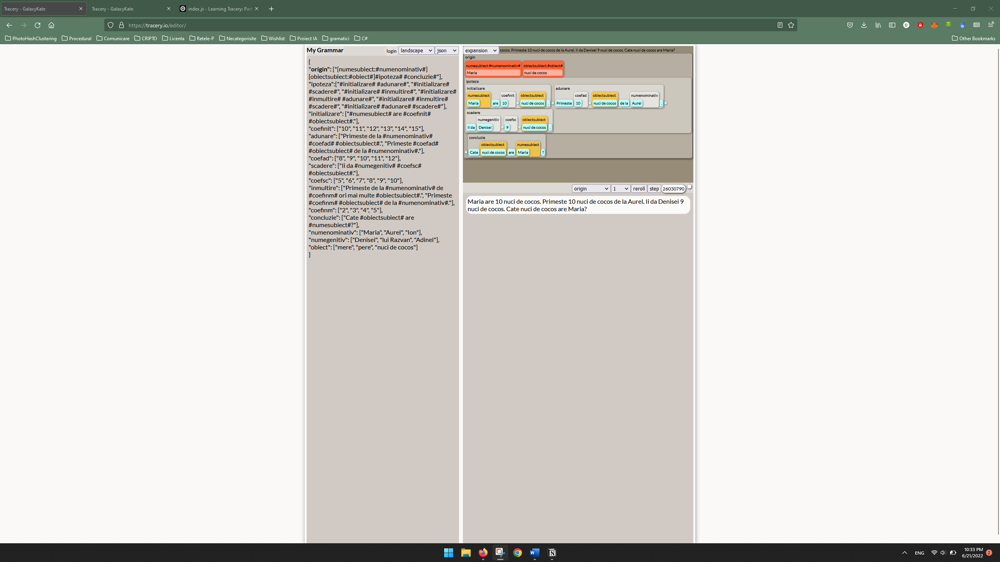 Tracery - GalaxyKate
Tracery - GalaxyKate
index.js - Learning Tracery: Part
https://tracery.io/editor/
PhotoHashClustering Procedural Comunicare CRIPTO Licenta Retele-P Necategorisite Wishlist Proiect IA gramatici C# Other Bookmarks
My Grammar login landscape json
{
"origin": ["[numesubiect:#numenominativ#]
[obiectsubiect:#obiect#]#ipoteza# #concluzie#"],
"ipoteza":["#initializare# #adunare#", "#initializare#
#scadere#", "#initializare# #inmultire#", "#initializare#
#inmultire# #adunare#", "#initializare# #inmultire#
#scadere#", "#initializare# #adunare# #scadere#"],
"initializare": ["#numesubiect# are #coefinit#
#obiectsubiect#."],
"coefinit": ["10", "11", "12", "13", "14", "15"],
"adunare": ["Primeste de la #numenominativ#
#coefad# #obiectsubiect#.", "Primeste #coefad#
#obiectsubiect# de la #numenominativ#."],
"coefad": ["8", "9", "10", "11", "12"],
"scadere": ["Ii da #numegenitiv# #coefsc#
#obiectsubiect#."],
"coefsc": ["5", "6", "7", "8", "9", "10"],
"inmultire": ["Primeste de la #numenominativ# de
#coefinm# ori mai multe #obiectsubiect#.", "Primeste
#coefinm# #obiectsubiect# de la #numenominativ#."],
"coefinm": ["2", "3", "4", "5"],
"concluzie": ["Cate #obiectsubiect# are
#numesubiect#?"],
"numenominativ": ["Maria", "Aurel", "Ion"],
"numegenitiv": ["Denisei", "lui Razvan", "Adinei"],
"obiect": ["mere", "pere", "nuci de cocos"]
}
expansion cocos. Primeste 10 nuci de cocos de la Aurel. Ii da Denisei 9 nuci de cocos. Cate nuci de cocos are Maria?
origin
numesubiect:#numenominativ# obiectsubiect:#obiect#
Maria nuci de cocos
ipoteza
initializare adunare
numesubiect coefinit obiectsubiect coefad obiectsubiect numenominativ
Maria are 10 nuci de cocos . Primeste 10 nuci de cocos de la Aurel .
scadere
numegenitiv coefsc obiectsubiect
Ii da Denisei 9 nuci de cocos .
concluzie
obiectsubiect numesubiect
Cate nuci de cocos are Maria ?
origin 1 reroll step 26030790
Maria are 10 nuci de cocos. Primeste 10 nuci de cocos de la Aurel. Ii da Denisei 9
nuci de cocos. Cate nuci de cocos are Maria?
ENG
10:33 PM
6/21/2022
2